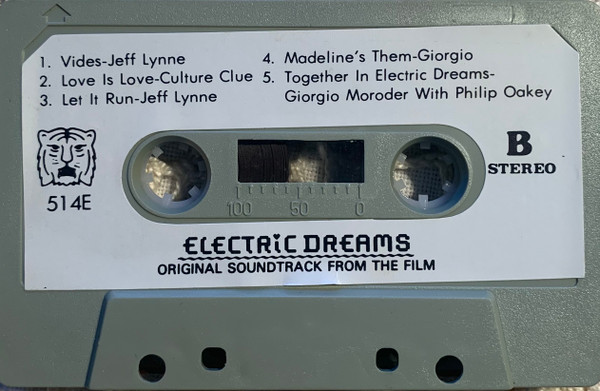 1. Vides-Jeff Lynne
2. Love Is Love-Culture Clue
3. Let It Run-Jeff Lynne
4. Madeline's Them-Giorgio
5. Together In Electric Dreams-
Giorgio Moroder With Philip Oakey
514E
B
STEREO
100 50 0
ELECTRIC DREAMS
ORIGINAL SOUNDTRACK FROM THE FILM